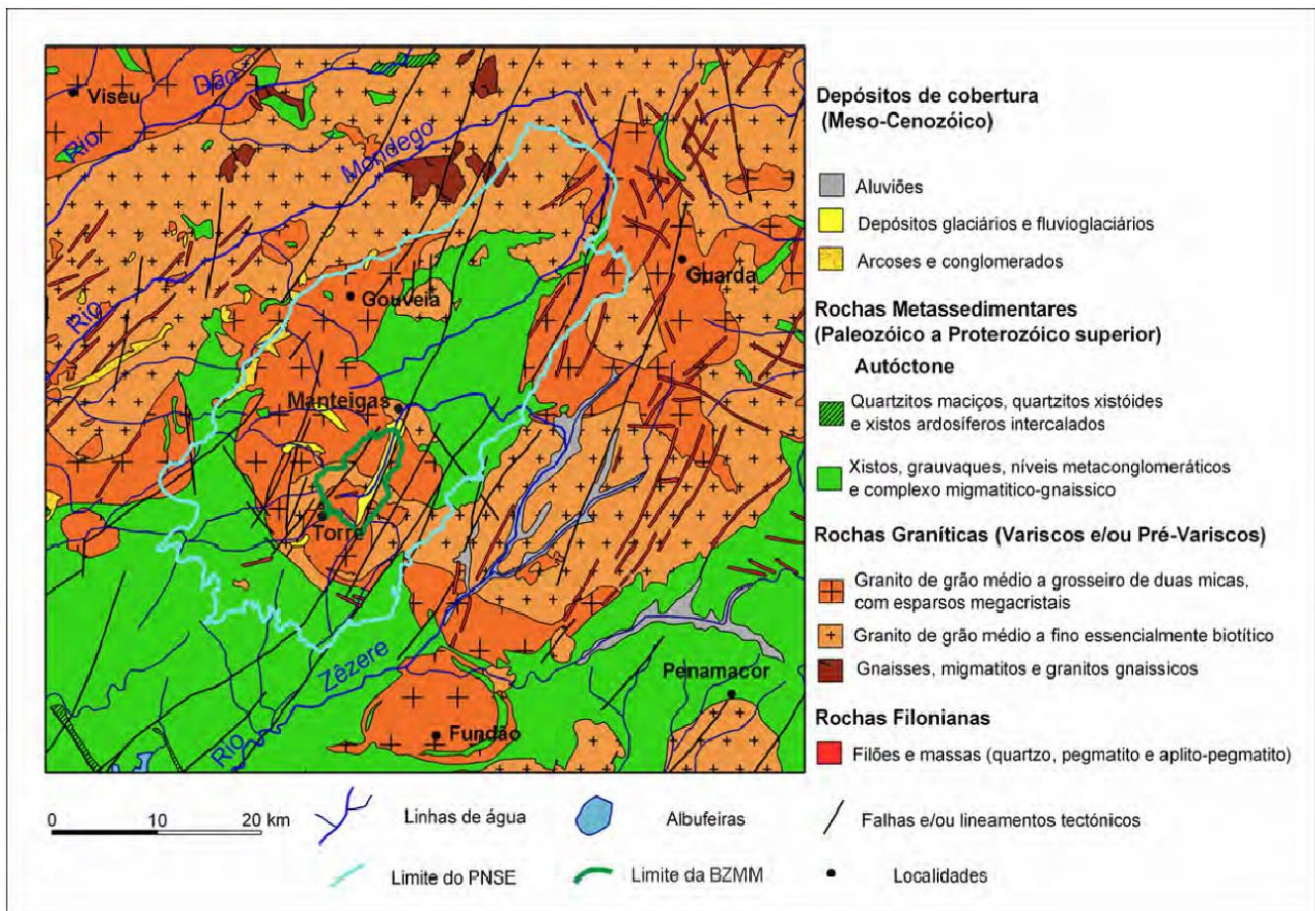 Viseu
Rio
Dão
Mondego
Guarda
Gouveia
Rio
Manteigas
Torre
Zêzere
Penamacor
Rio
Fundão
Depósitos de cobertura
(Meso-Cenozóico)
Aluviões
Depósitos glaciários e fluvioglaciários
Arcoses e conglomerados
Rochas Metassedimentares
(Paleozóico a Proterozóico superior)
Autóctone
Quartzitos maciços, quartzitos xistóides
e xistos ardosíferos intercalados
Xistos, grauvaques, níveis metaconglomeráticos
e complexo migmatítico-gnaissico
Rochas Graníticas (Variscos e/ou Pré-Variscos)
Granito de grão médio a grosseiro de duas micas,
com esparsos megacristais
Granito de grão médio a fino essencialmente biotítico
Gnaisses, migmatitos e granitos gnaissicos
Rochas Filonianas
Filões e massas (quartzo, pegmatito e aplito-pegmatito)
0 10 20 km
Linhas de água
Albufeiras
Falhas e/ou lineamentos tectónicos
Limite do PNSE
Limite da BZMM
Localidades